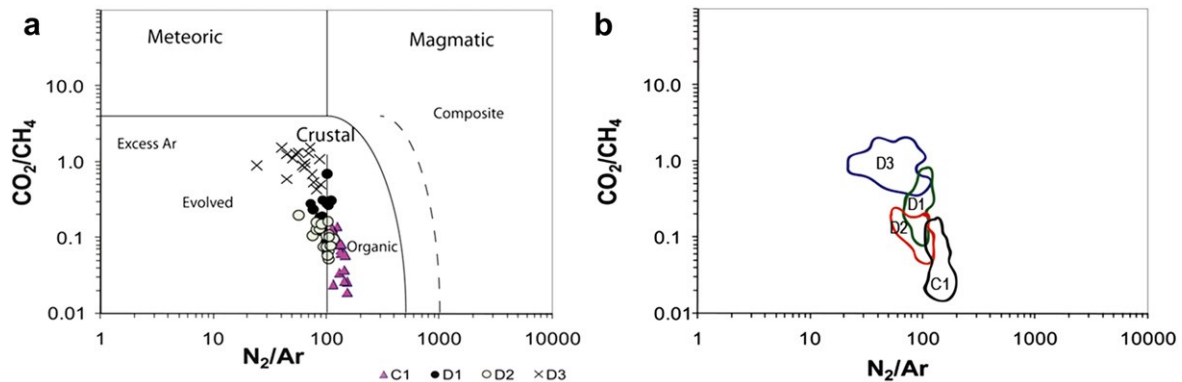 a
Meteoric
Magmatic
10.0
Composite
Excess Ar
Crustal
CO₂/CH₄
1.0
Evolved
0.1
Organic
0.01
1 10 100 1000 10000
N₂/Ar
C1 D1 D2 D3
b
10.0
CO₂/CH₄
1.0
D3
D1
0.1
D2
C1
0.01
1 10 100 1000 10000
N₂/Ar